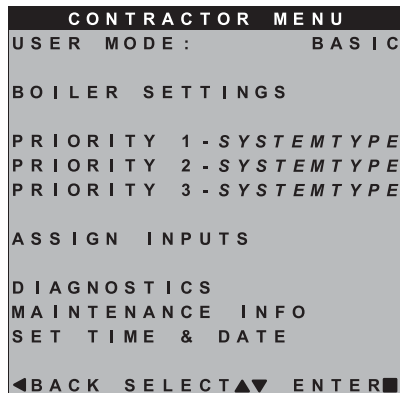 CONTRACTOR MENU
USER MODE: BASIC
BOILER SETTINGS
PRIORITY 1-SYSTEMTYPE
PRIORITY 2-SYSTEMTYPE
PRIORITY 3-SYSTEMTYPE
ASSIGN INPUTS
DIAGNOSTICS
MAINTENANCE INFO
SET TIME & DATE
◀BACK SELECT▲▼ ENTER■